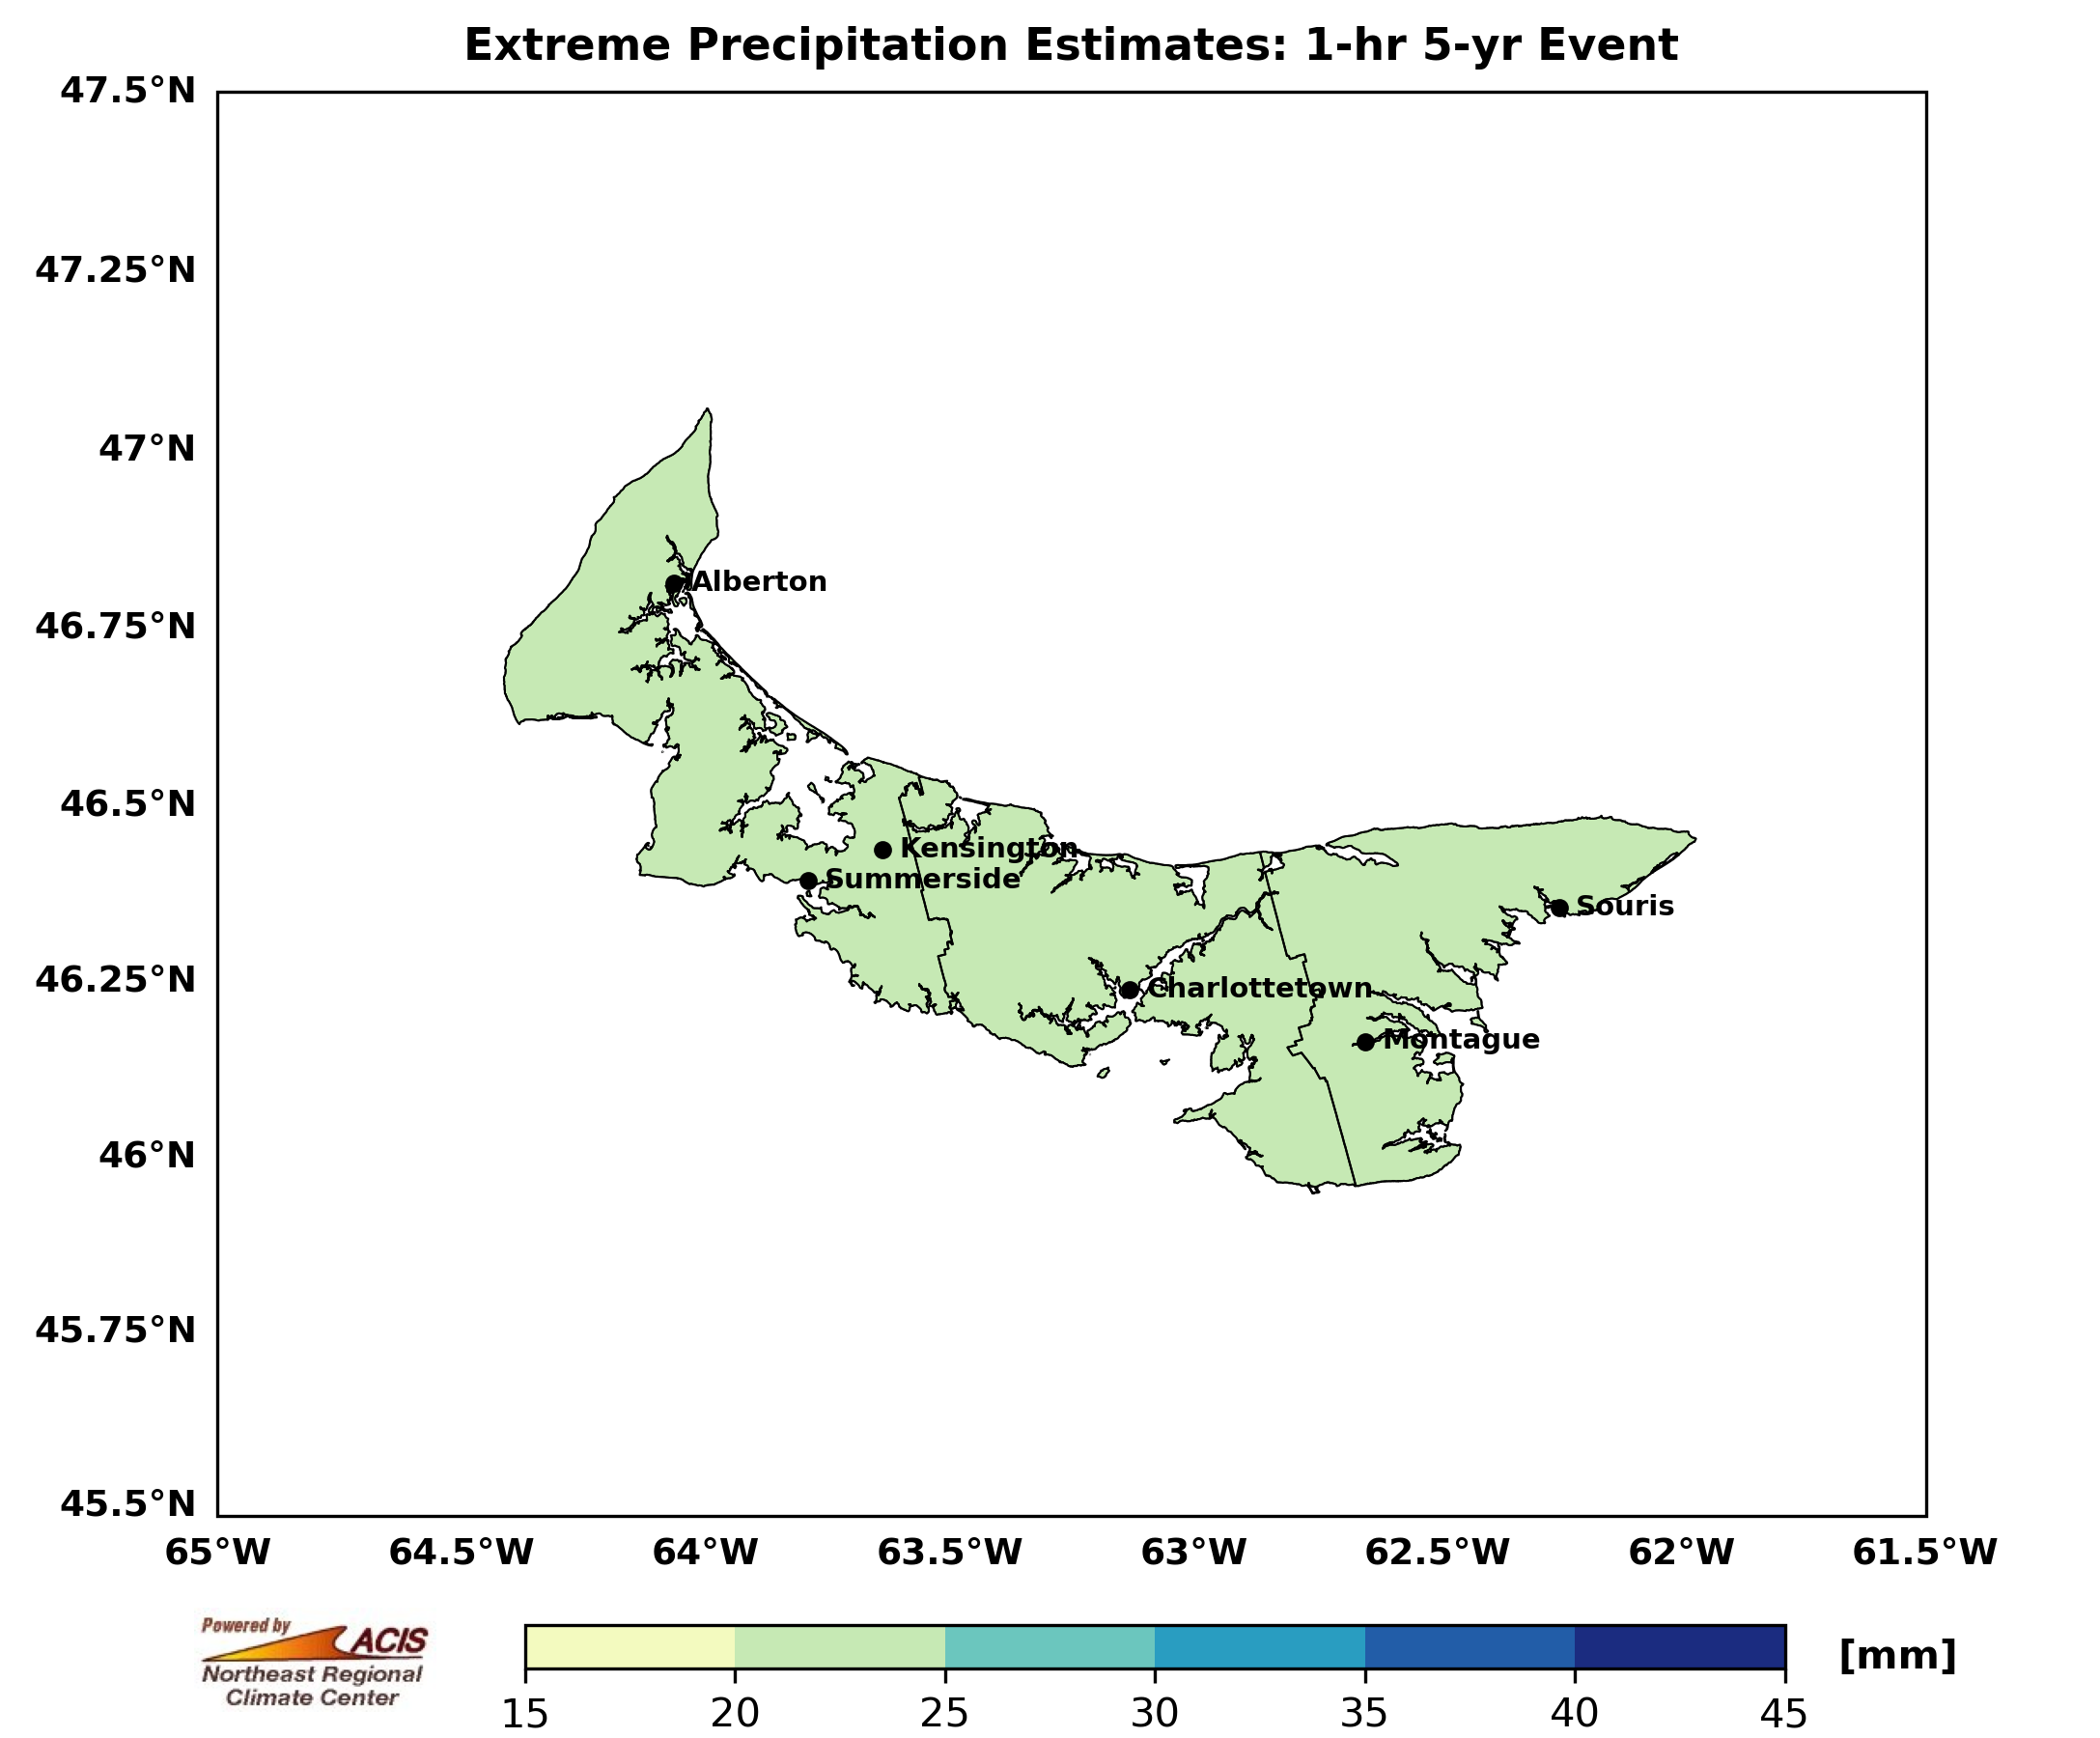 Extreme Precipitation Estimates: 1-hr 5-yr Event
47.5°N
47.25°N
47°N
46.75°N
46.5°N
46.25°N
46°N
45.75°N
45.5°N
Alberton
Kensington
Summerside
Souris
Charlottetown
Montague
65°W 64.5°W 64°W 63.5°W 63°W 62.5°W 62°W 61.5°W
Powered by
ACIS
Northeast Regional
Climate Center
[mm]
15 20 25 30 35 40 45